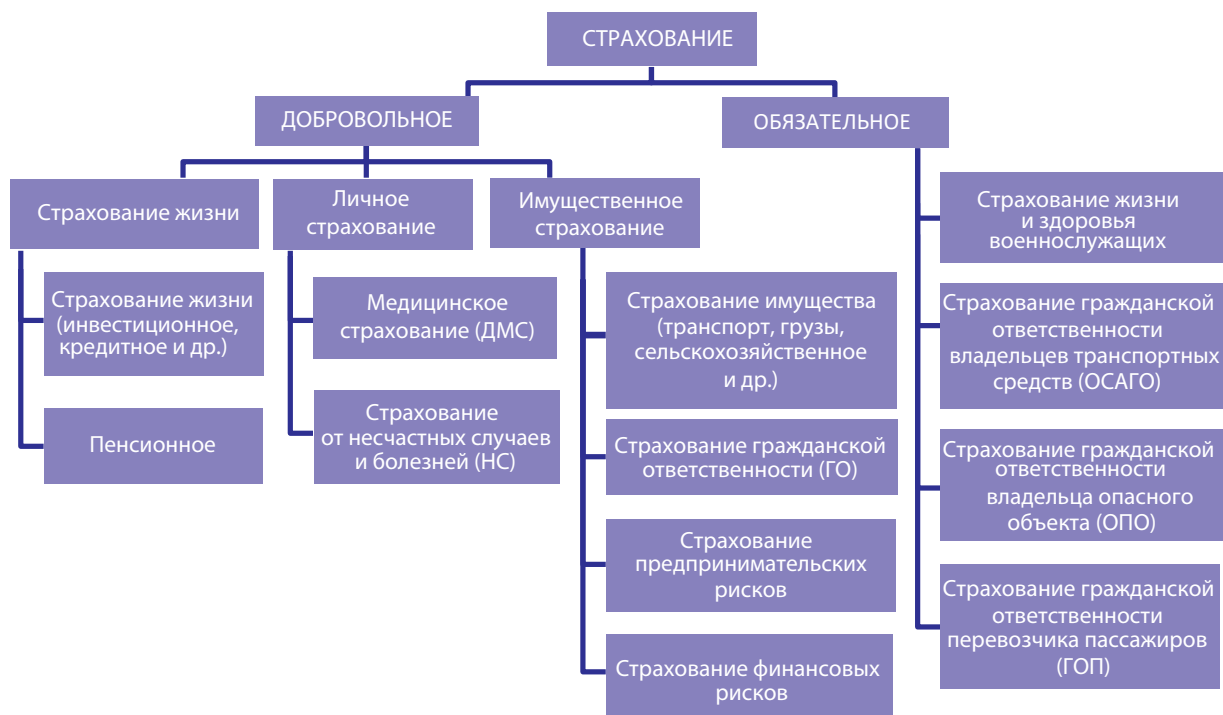 СТРАХОВАНИЕ
ДОБРОВОЛЬНОЕ
ОБЯЗАТЕЛЬНОЕ
Страхование жизни
Личное
страхование
Имущественное
страхование
Страхование жизни
(инвестиционное,
кредитное и др.)
Пенсионное
Медицинское
страхование (ДМС)
Страхование
от несчастных случаев
и болезней (НС)
Страхование имущества
(транспорт, грузы,
сельскохозяйственное
и др.)
Страхование гражданской
ответственности (ГО)
Страхование
предпринимательских
рисков
Страхование финансовых
рисков
Страхование жизни
и здоровья
военнослужащих
Страхование гражданской
ответственности
владельцев транспортных
средств (ОСАГО)
Страхование гражданской
ответственности
владельца опасного
объекта (ОПО)
Страхование гражданской
ответственности
перевозчика пассажиров
(ГОП)